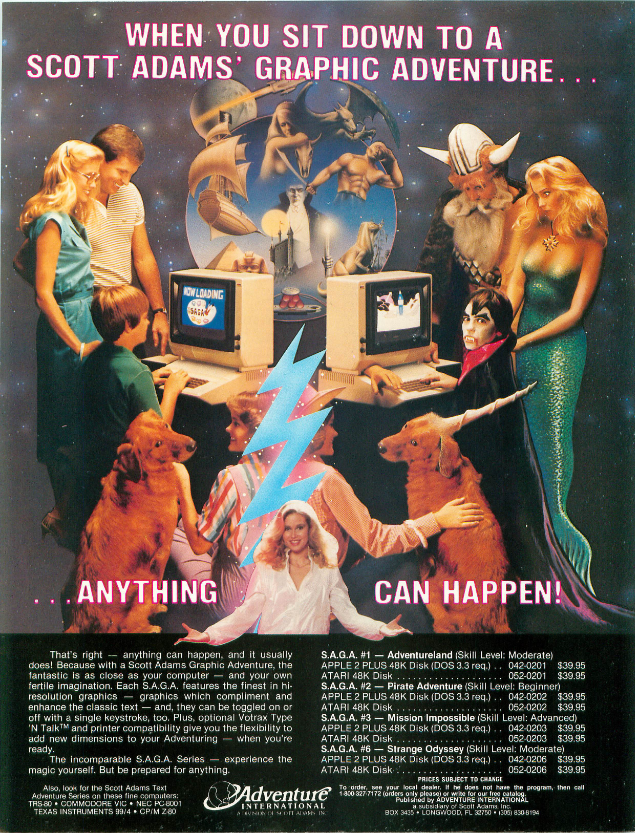 WHEN YOU SIT DOWN TO A
SCOTT ADAMS' GRAPHIC ADVENTURE...
NOW LOADING
SAGA
...ANYTHING CAN HAPPEN!
That's right — anything can happen, and it usually
does! Because with a Scott Adams Graphic Adventure, the
fantastic is as close as your computer — and your own
fertile imagination. Each S.A.G.A. features the finest in hi-
resolution graphics — graphics which compliment and
enhance the classic text — and, they can be toggled on or
off with a single keystroke, too. Plus, optional Votrax Type
'N Talk™ and printer compatibility give you the flexibility to
add new dimensions to your Adventuring — when you're
ready.
The incomparable S.A.G.A. Series — experience the
magic yourself. But be prepared for anything.
Also, look for the Scott Adams Text
Adventure Series on these fine computers:
TRS-80 • COMMODORE VIC • NEC PC-8001
TEXAS INSTRUMENTS 99/4 • CP/M Z-80
Adventure
INTERNATIONAL
A DIVISION OF SCOTT ADAMS, INC.
S.A.G.A. #1 — Adventureland (Skill Level: Moderate)
APPLE 2 PLUS 48K Disk (DOS 3.3 req.) .. 042-0201 $39.95
ATARI 48K Disk .................... 052-0201 $39.95
S.A.G.A. #2 — Pirate Adventure (Skill Level: Beginner)
APPLE 2 PLUS 48K Disk (DOS 3.3 req.) .. 042-0202 $39.95
ATARI 48K Disk .................... 052-0202 $39.95
S.A.G.A. #3 — Mission Impossible (Skill Level: Advanced)
APPLE 2 PLUS 48K Disk (DOS 3.3 req.) .. 042-0203 $39.95
ATARI 48K Disk .................... 052-0203 $39.95
S.A.G.A. #6 — Strange Odyssey (Skill Level: Moderate)
APPLE 2 PLUS 48K Disk (DOS 3.3 req.) .. 042-0206 $39.95
ATARI 48K Disk .................... 052-0206 $39.95
PRICES SUBJECT TO CHANGE
To order, see your local dealer. If he does not have the program, then call
1-800-327-7172 (orders only please) or write for our free catalog.
Published by ADVENTURE INTERNATIONAL
a subsidiary of Scott Adams, Inc.
BOX 3435 • LONGWOOD, FL 32750 • (305) 830-8194